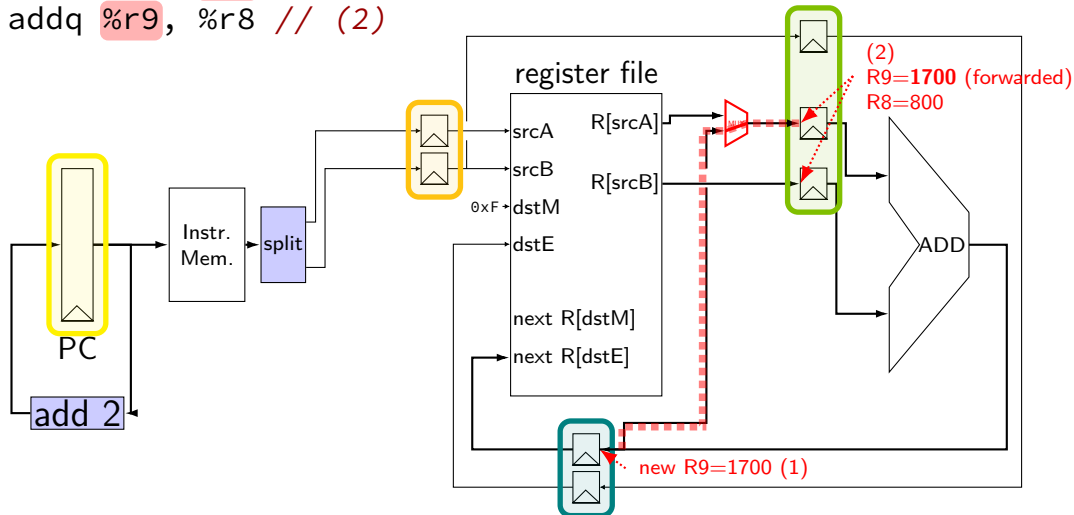 addq %r9, %r8 // (2)
(2)
R9=1700 (forwarded)
R8=800
register file
srcA
srcB
dstM
dstE
0xF
R[srcA]
R[srcB]
next R[dstM]
next R[dstE]
Instr.
Mem.
split
ADD
PC
add 2
MUX
new R9=1700 (1)